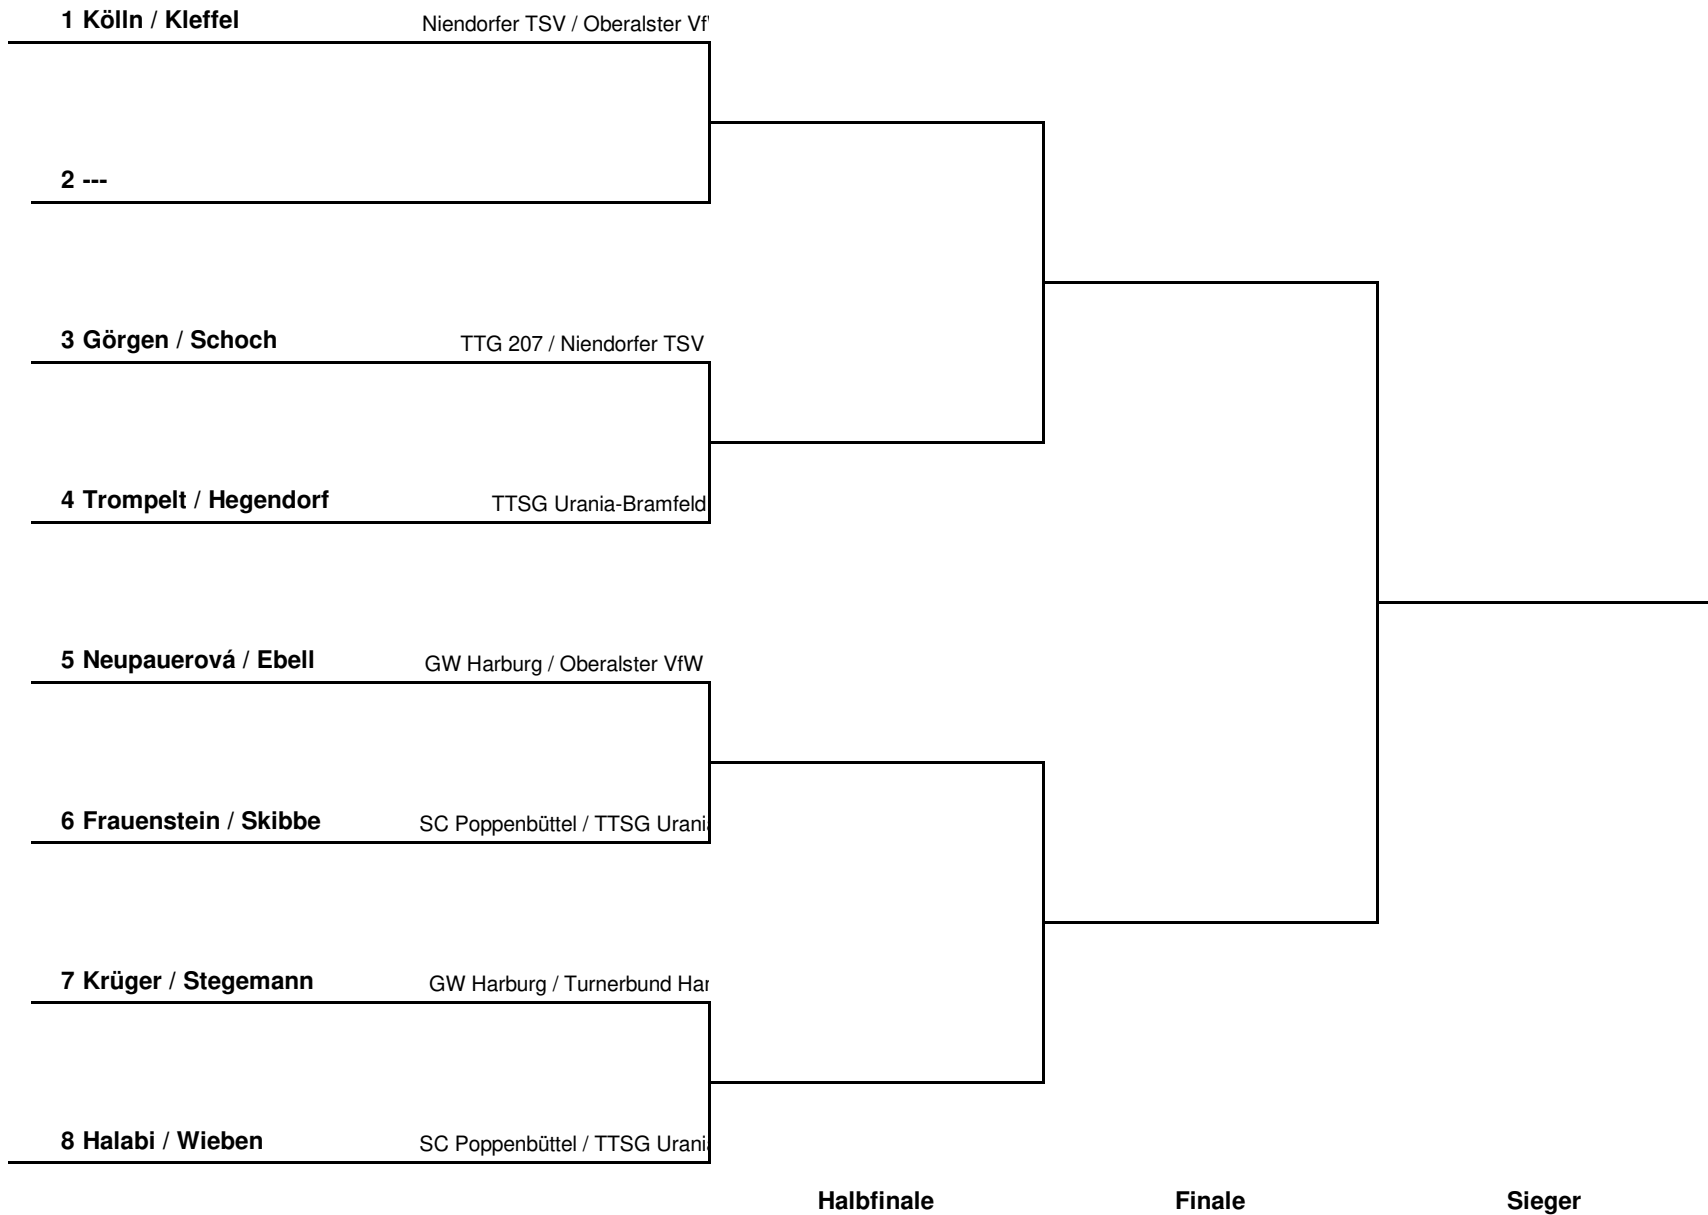 1 Kölln / Kleffel Niendorfer TSV / Oberalster Vf
2 ---
3 Görgen / Schoch TTG 207 / Niendorfer TSV
4 Trompelt / Hegendorf TTSG Urania-Bramfeld
5 Neupauerová / Ebell GW Harburg / Oberalster VfW
6 Frauenstein / Skibbe SC Poppenbüttel / TTSG Urani
7 Krüger / Stegemann GW Harburg / Turnerbund Har
8 Halabi / Wieben SC Poppenbüttel / TTSG Urani
Halbfinale Finale Sieger